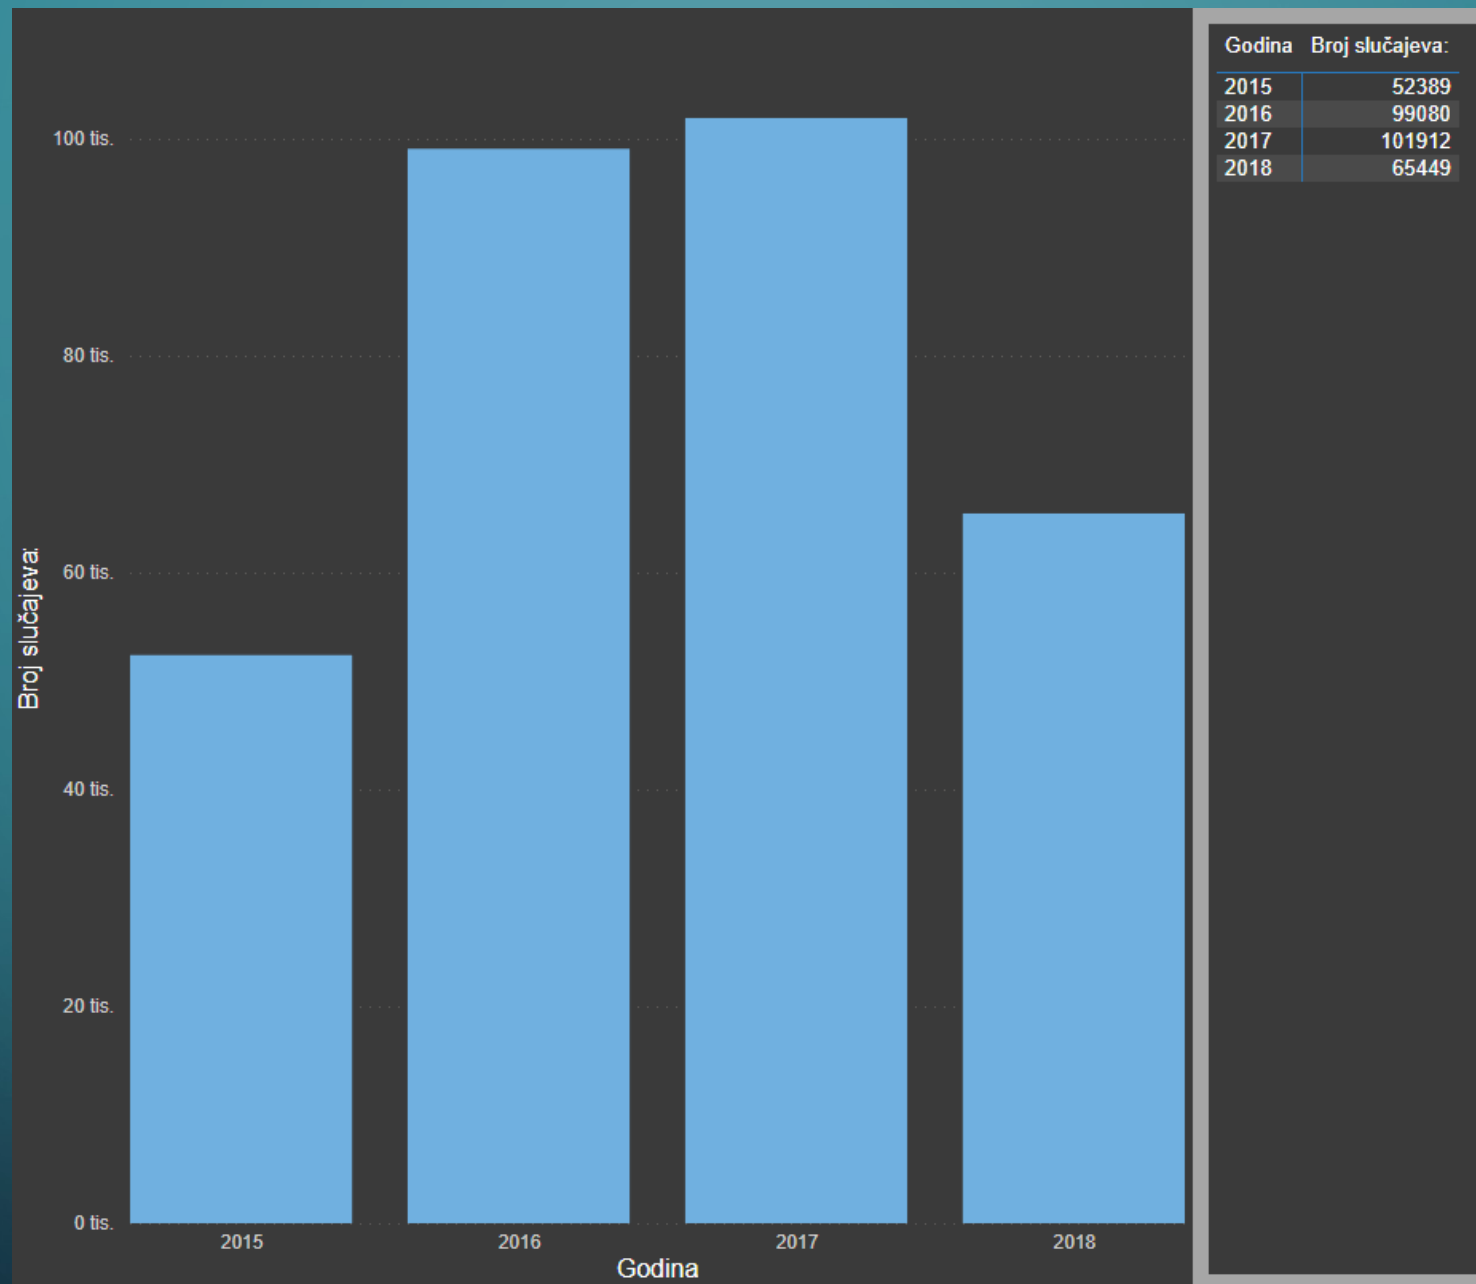 100 tis.
80 tis.
60 tis.
40 tis.
20 tis.
0 tis.
Broj slučajeva:
2015 2016 2017 2018
Godina
Godina Broj slučajeva:
2015 52389
2016 99080
2017 101912
2018 65449